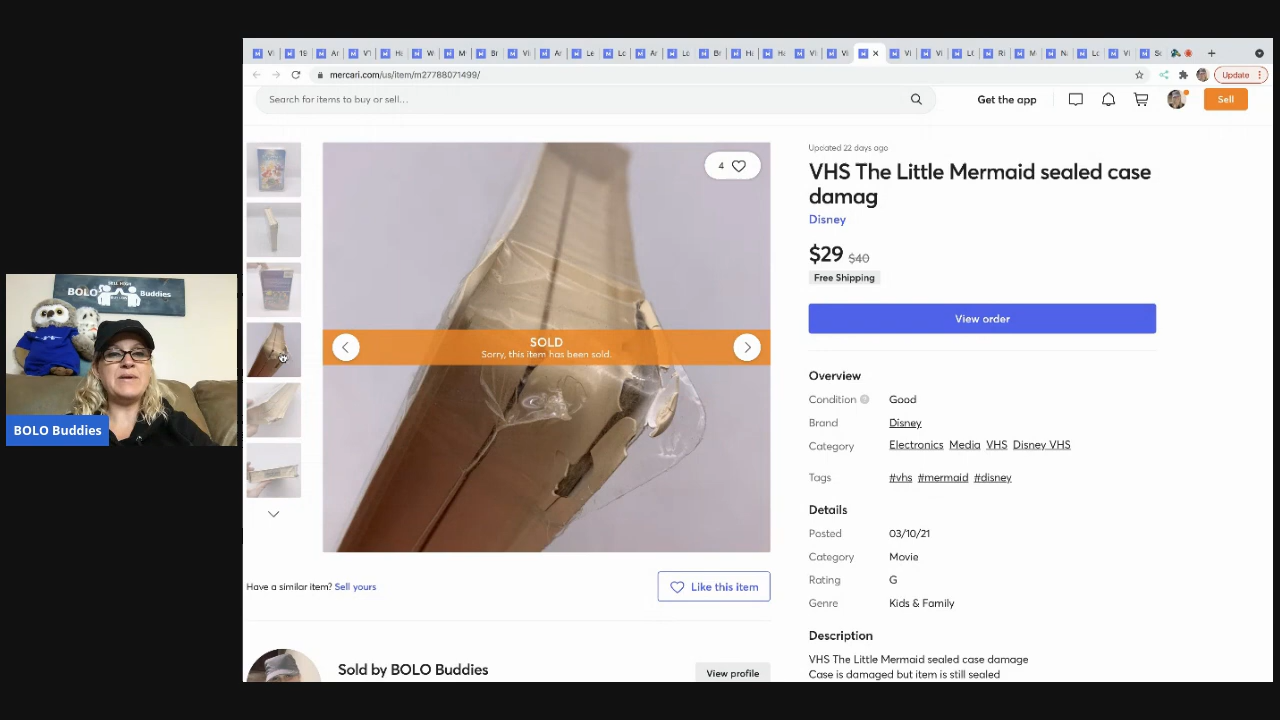 mercari.com/us/item/m27788071499/
Update
Search for items to buy or sell...
Get the app
Sell
Updated 22 days ago
4
VHS The Little Mermaid sealed case
damag
Disney
$29 $40
Free Shipping
SOLD
Sorry, this item has been sold.
View order
BOLO Buddies
BOLO Buddies
Overview
Condition Good
Brand Disney
Category Electronics Media VHS Disney VHS
Tags #vhs #mermaid #disney
Details
Posted 03/10/21
Category Movie
Rating G
Genre Kids & Family
Have a similar item? Sell yours
Like this item
Description
VHS The Little Mermaid sealed case damage
Case is damaged but item is still sealed
Sold by BOLO Buddies
View profile